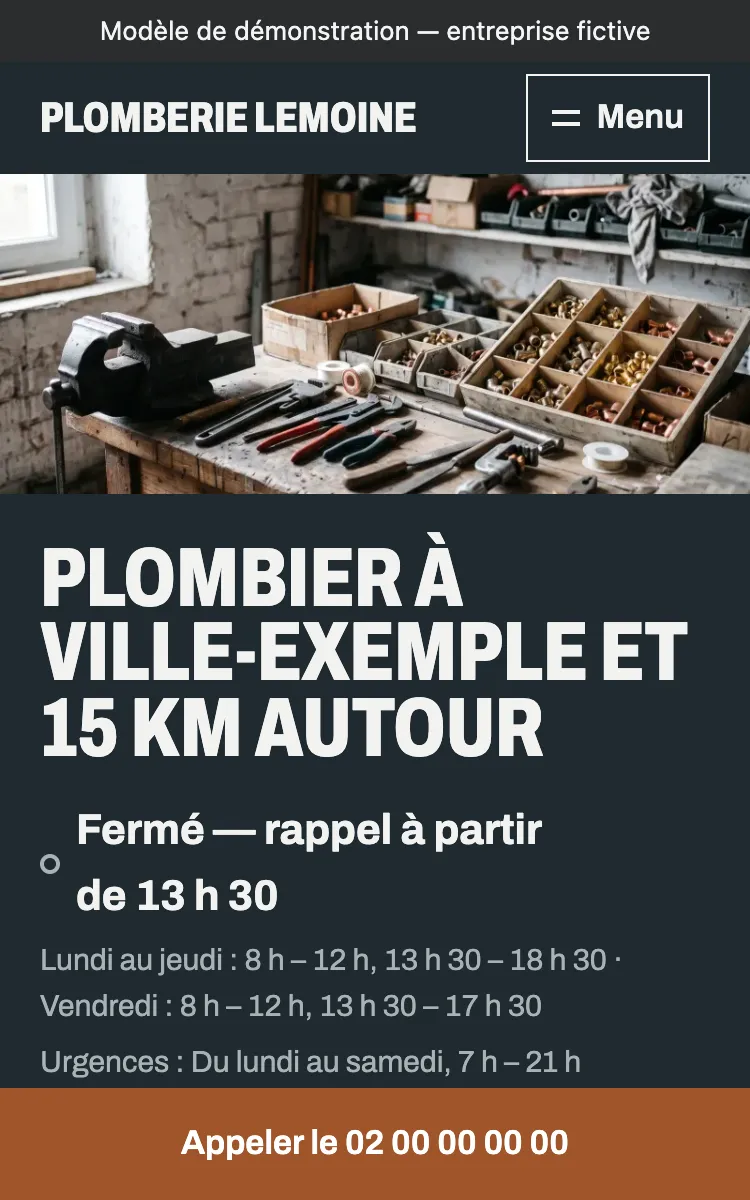 Modèle de démonstration — entreprise fictive
PLOMBERIE LEMOINE
Menu
PLOMBIER À
VILLE-EXEMPLE ET
15 KM AUTOUR
Fermé — rappel à partir
de 13 h 30
Lundi au jeudi : 8 h – 12 h, 13 h 30 – 18 h 30 ·
Vendredi : 8 h – 12 h, 13 h 30 – 17 h 30
Urgences : Du lundi au samedi, 7 h – 21 h
Appeler le 02 00 00 00 00